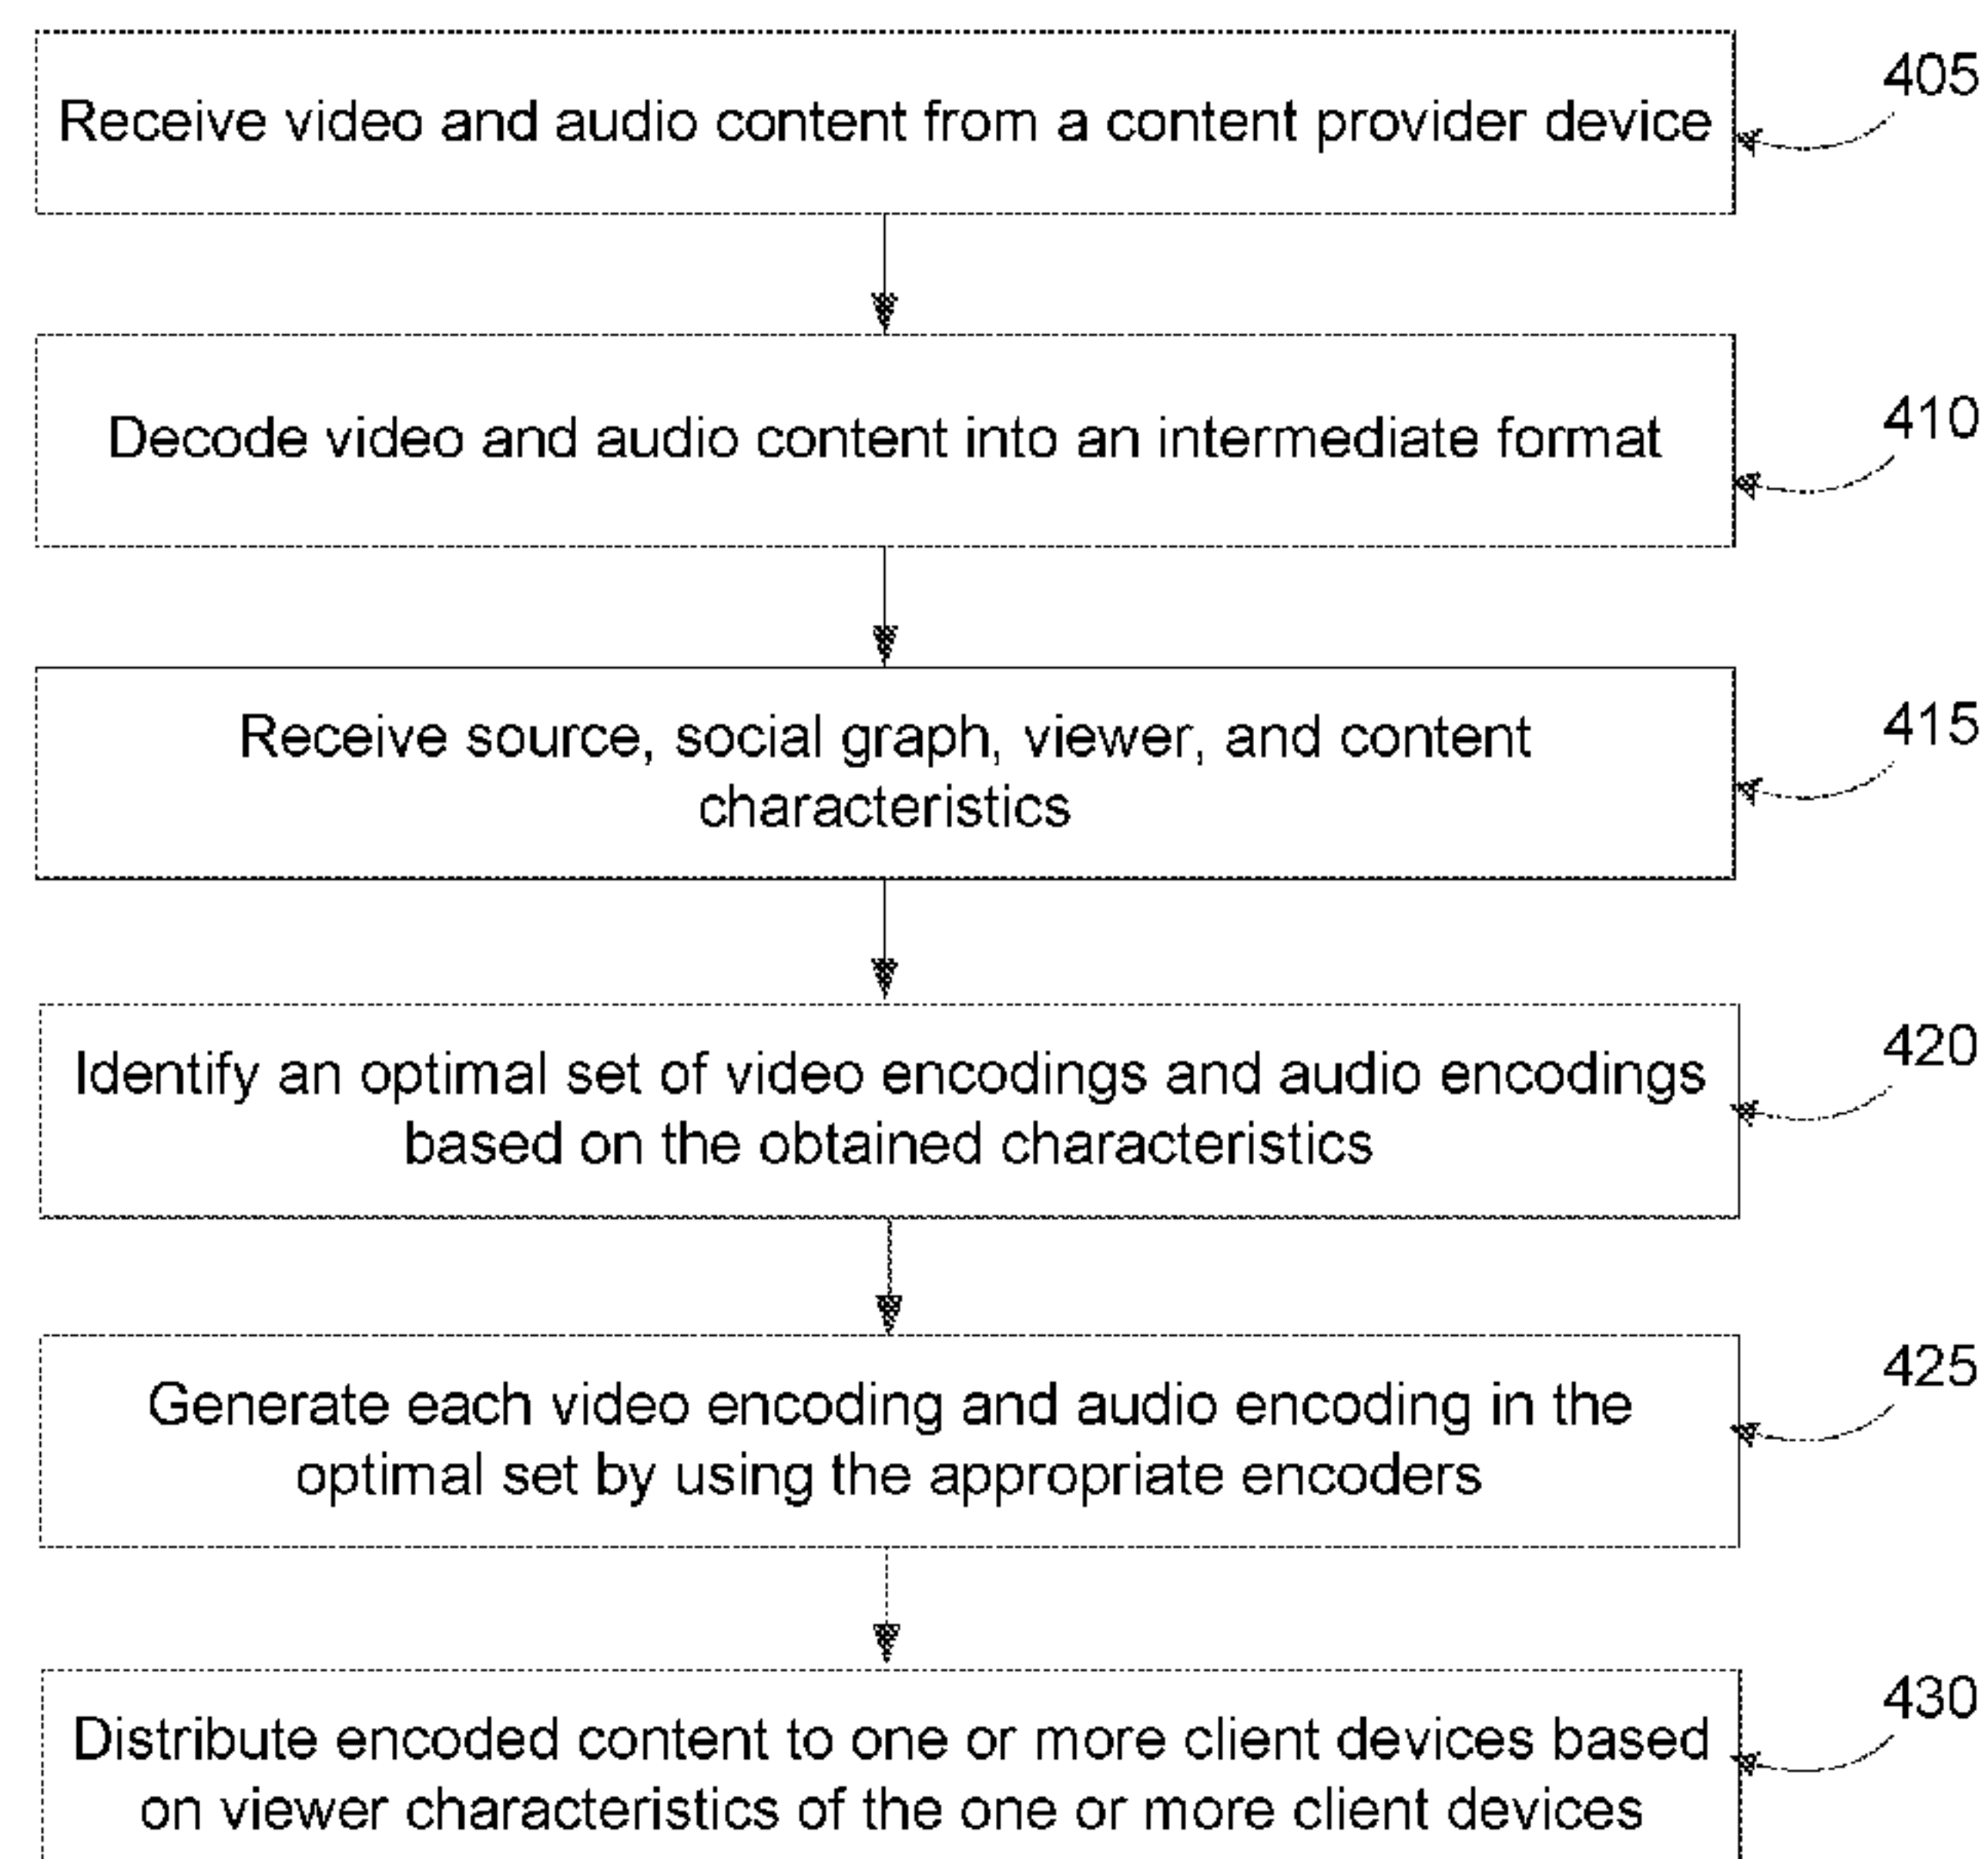 Receive video and audio content from a content provider device
405
Decode video and audio content into an intermediate format
410
Receive source, social graph, viewer, and content
characteristics
415
Identify an optimal set of video encodings and audio encodings
based on the obtained characteristics
420
Generate each video encoding and audio encoding in the
optimal set by using the appropriate encoders
425
Distribute encoded content to one or more client devices based
on viewer characteristics of the one or more client devices
430